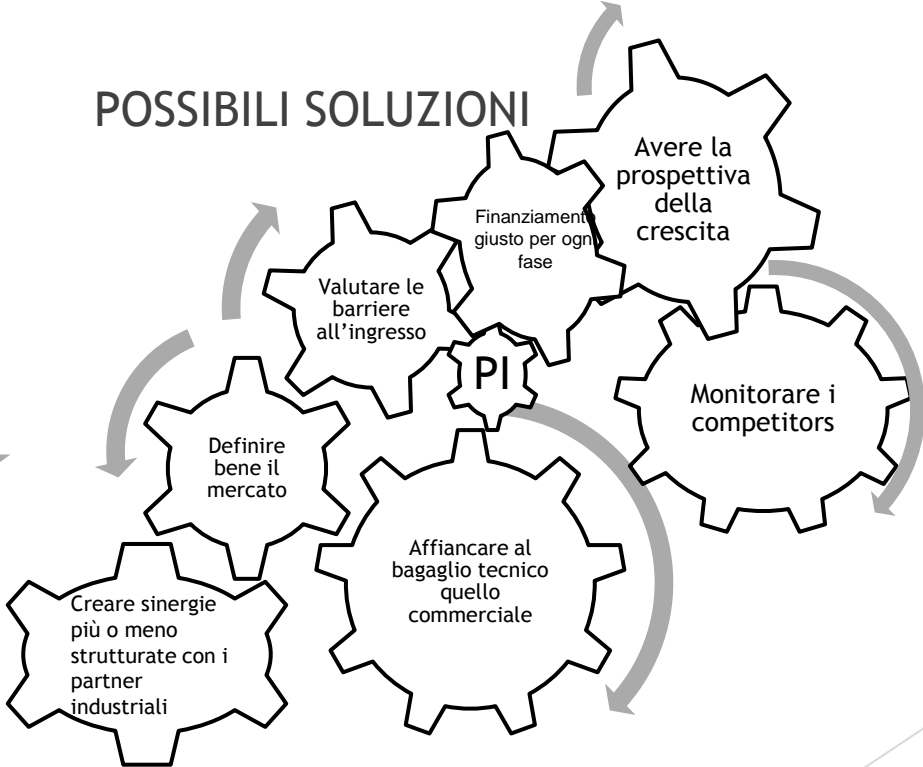 POSSIBILI SOLUZIONI
Avere la
prospettiva
della
crescita
Finanziamento
giusto per ogni
fase
Valutare le
barriere
all'ingresso
PI
Monitorare i
competitors
Definire
bene il
mercato
Affiancare al
bagaglio tecnico
quello
commerciale
Creare sinergie
più o meno
strutturate con i
partner
industriali